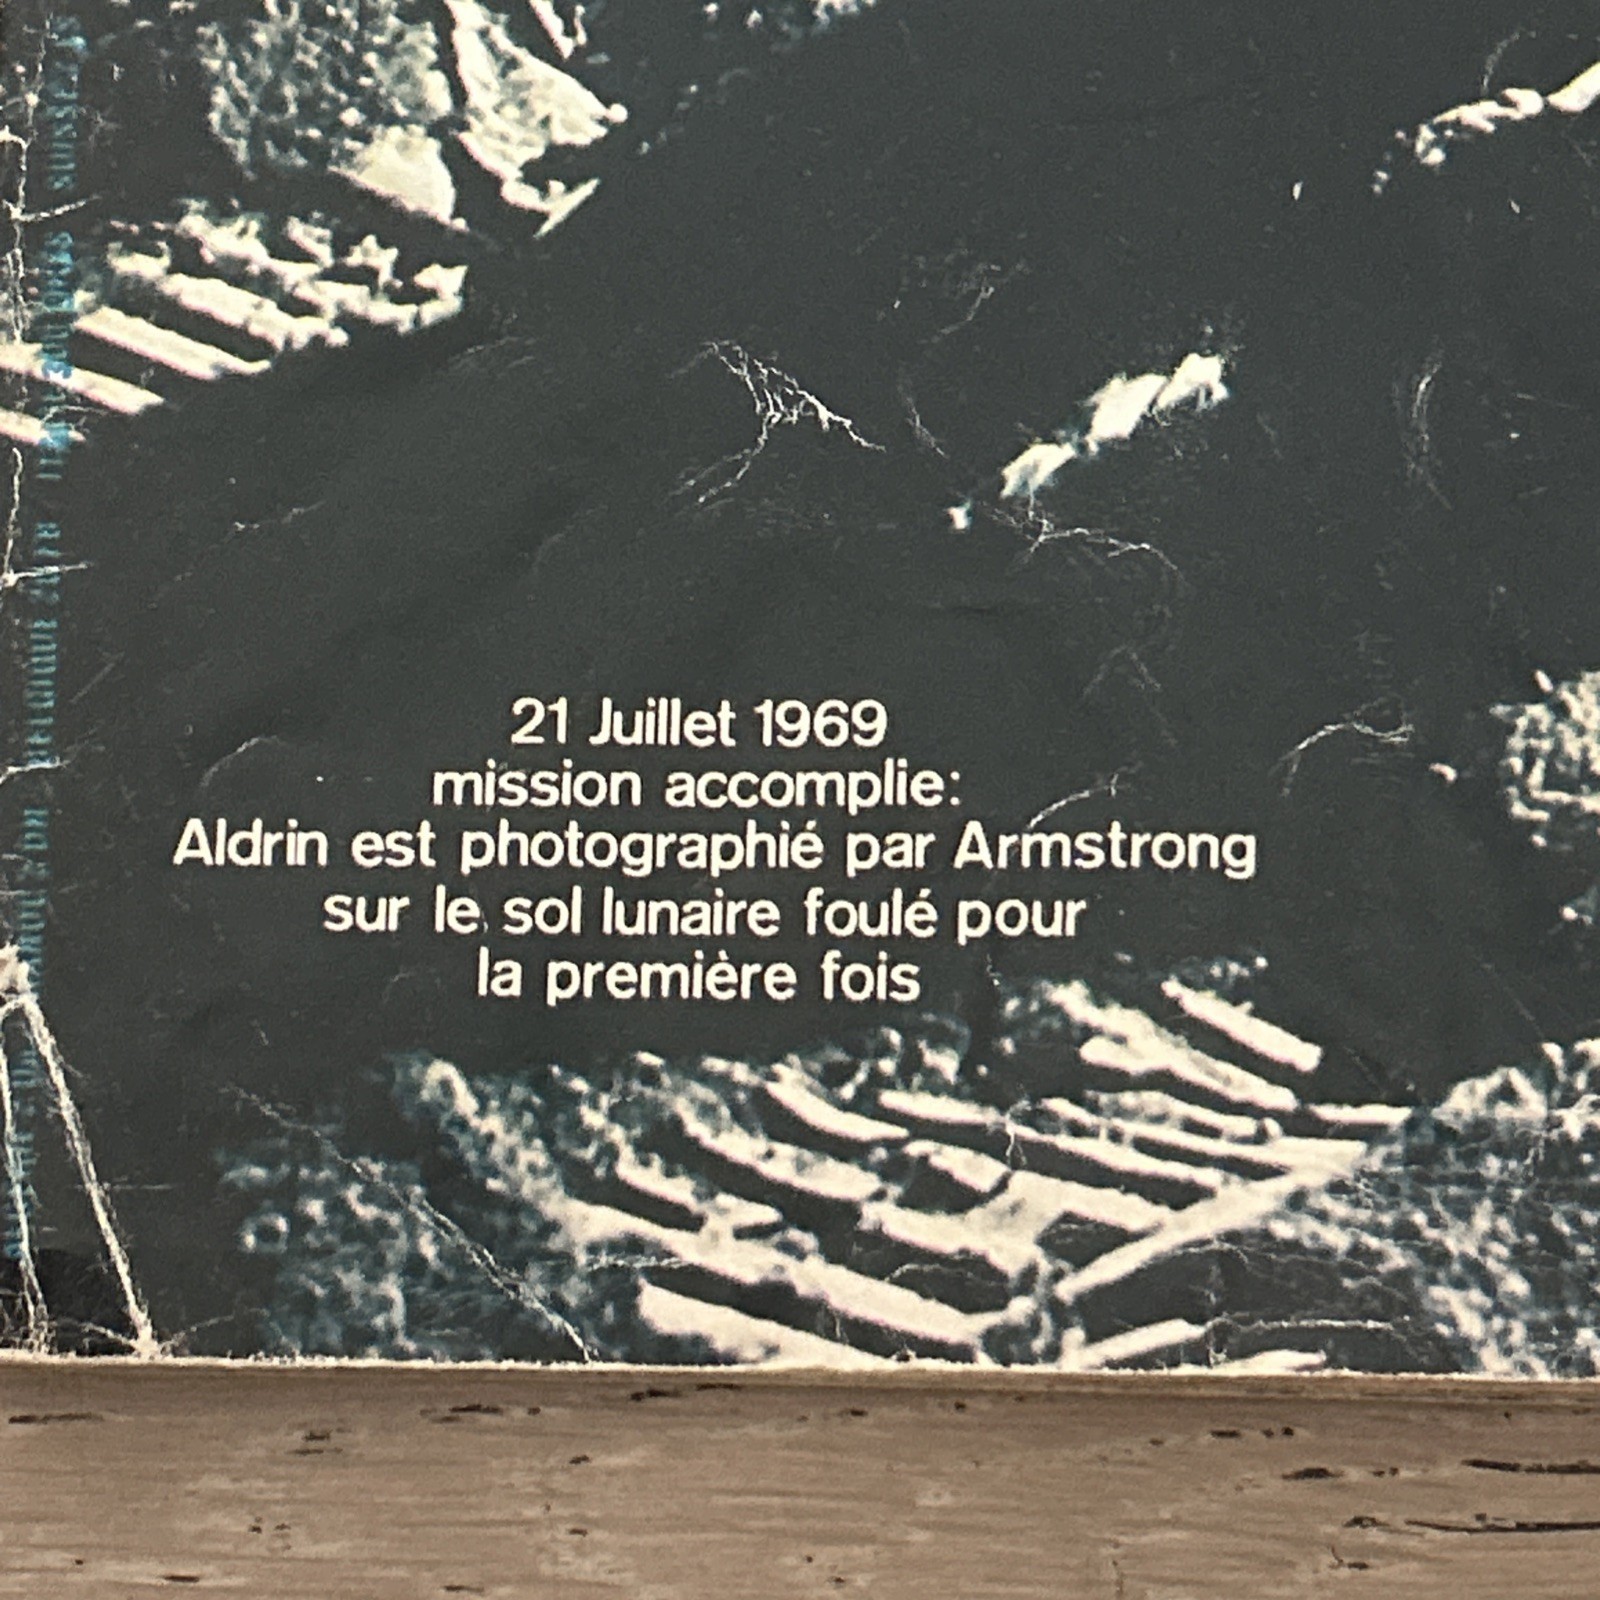 21 Juillet 1969
mission accomplie:
Aldrin est photographié par Armstrong
sur le sol lunaire foulé pour
la première fois